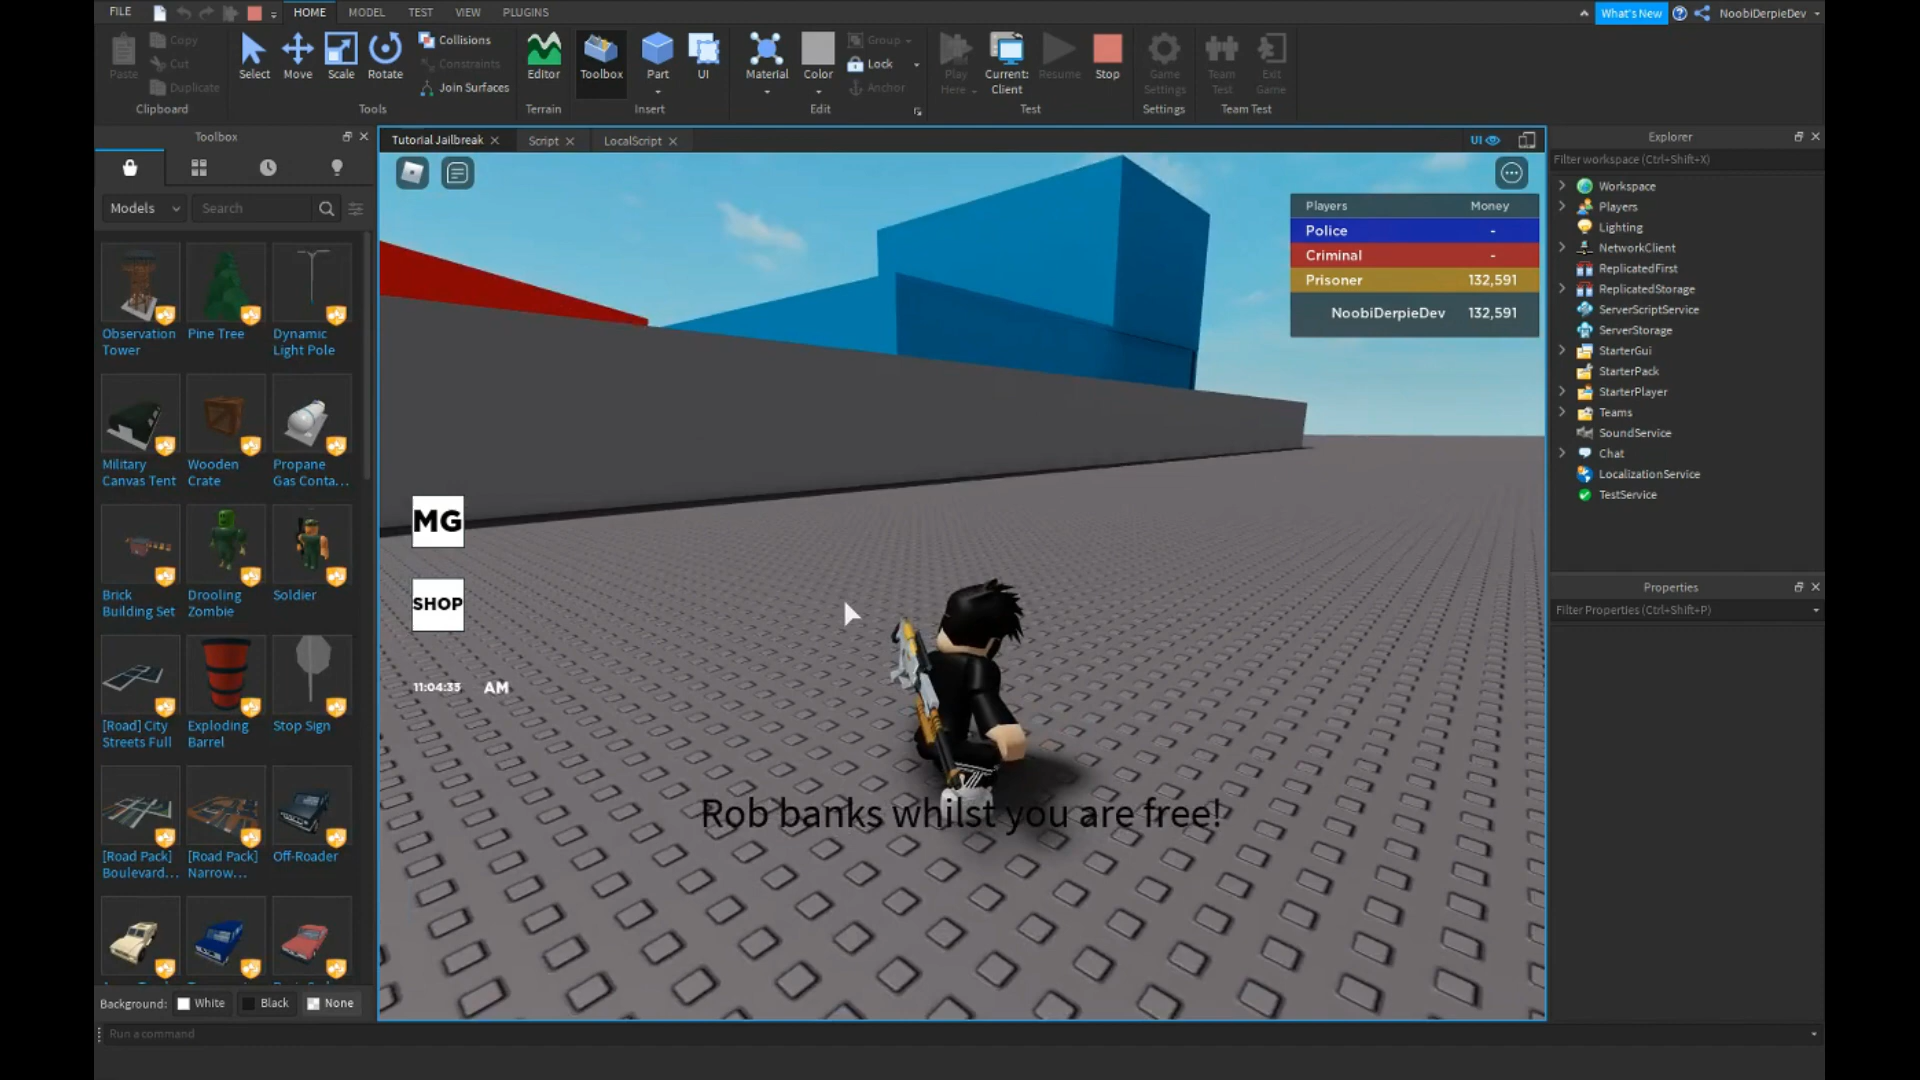 FILE HOME MODEL TEST VIEW PLUGINS What's New NoobiDerpieDev
Paste
Copy
Cut
Duplicate
Clipboard
Select Move Scale Rotate
Collisions
Constraints
Join Surfaces
Tools
Editor
Terrain
Toolbox Part UI
Insert
Material Color
Group
Lock
Anchor
Edit
Play Here
Current: Client
Resume
Stop
Test
Game Settings
Settings
Team Test
Exit Game
Team Test
Toolbox
Models
Search
Observation Tower
Pine Tree
Dynamic Light Pole
Military Canvas Tent
Wooden Crate
Propane Gas Conta...
Brick Building Set
Drooling Zombie
Soldier
[Road] City Streets Full
Exploding Barrel
Stop Sign
[Road Pack] Boulevard...
[Road Pack] Narrow...
Off-Roader
Background: White Black None
Run a command
Tutorial Jailbreak Script LocalScript UI
Players Money
Police -
Criminal -
Prisoner 132,591
NoobiDerpieDev 132,591
MG
SHOP
11:04:35 AM
Rob banks whilst you are free!
Explorer
Filter workspace (Ctrl+Shift+X)
Workspace
Players
Lighting
NetworkClient
ReplicatedFirst
ReplicatedStorage
ServerScriptService
ServerStorage
StarterGui
StarterPack
StarterPlayer
Teams
SoundService
Chat
LocalizationService
TestService
Properties
Filter Properties (Ctrl+Shift+P)